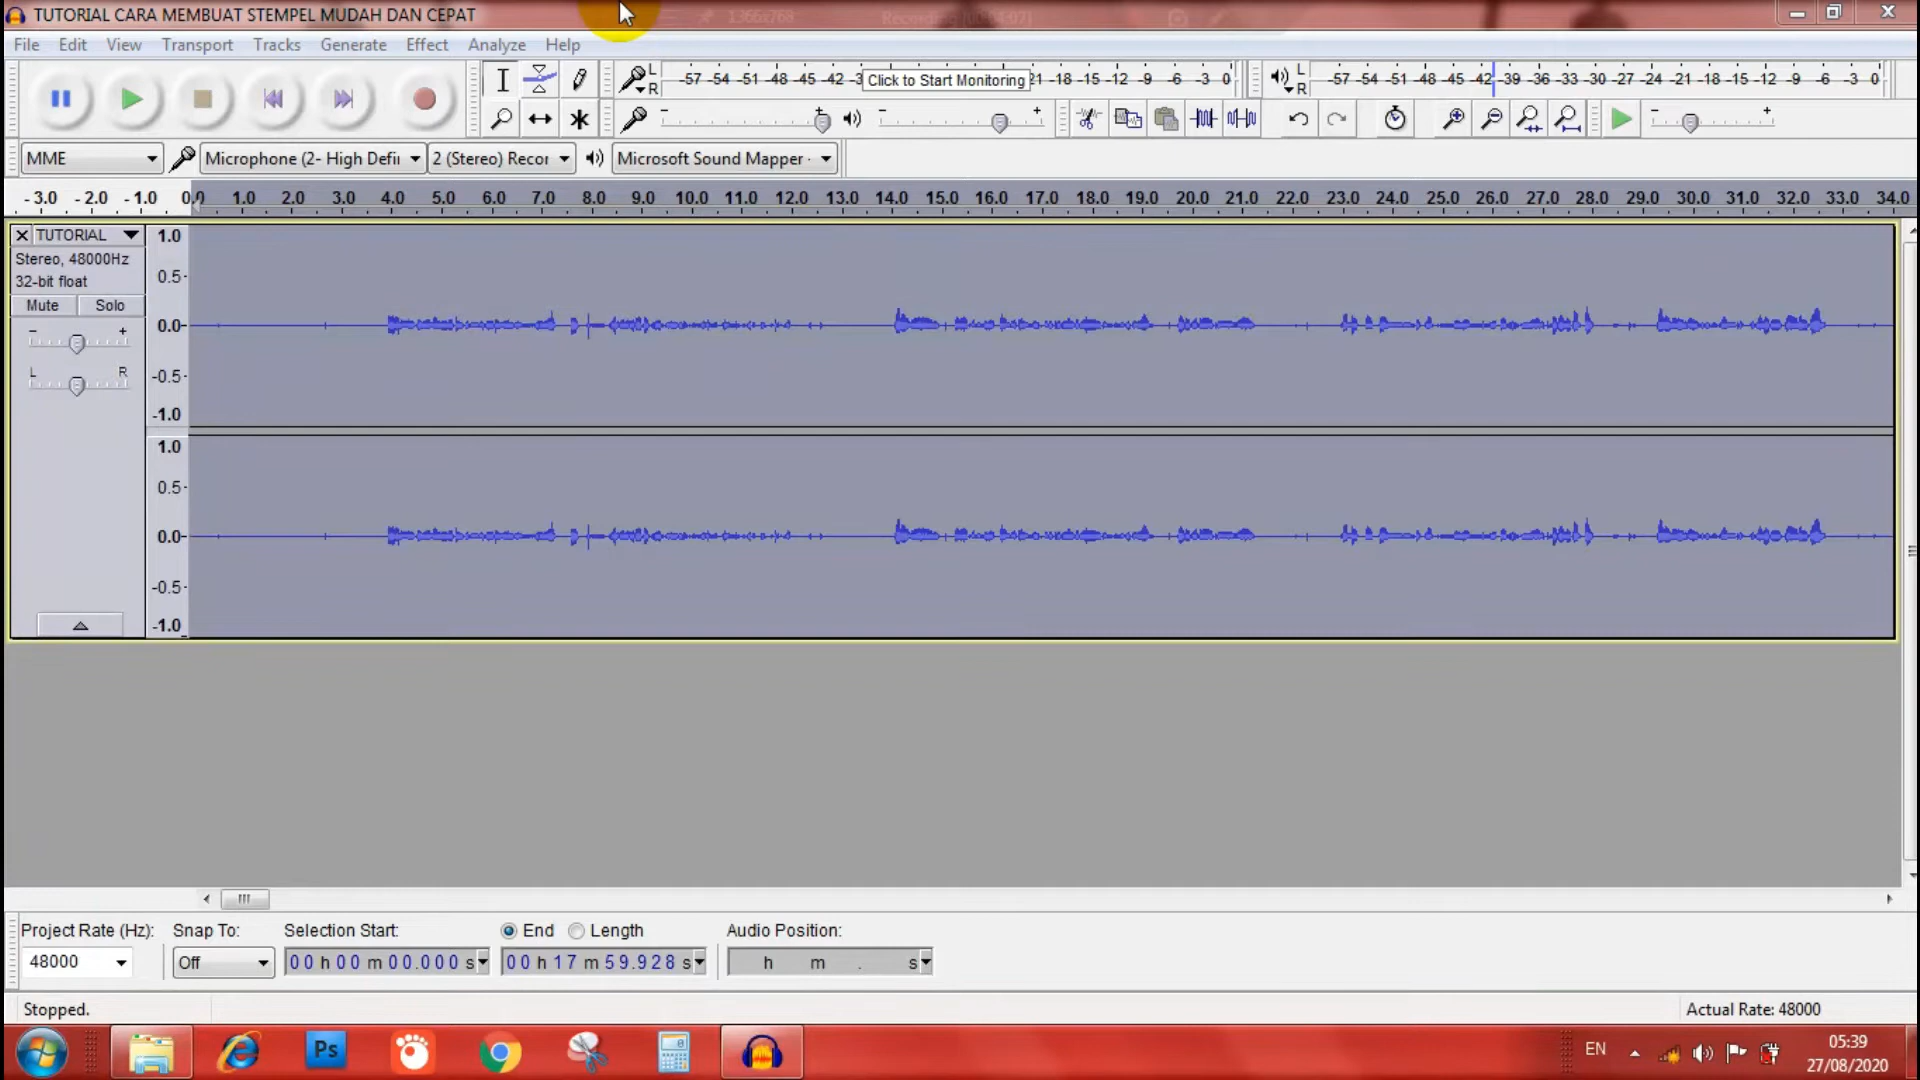 TUTORIAL CARA MEMBUAT STEMPEL MUDAH DAN CEPAT
1366x768
Recording [00:04:07]
File Edit View Transport Tracks Generate Effect Analyze Help
L
R
-57 -54 -51 -48 -45 -42 -3 Click to Start Monitoring 21 -18 -15 -12 -9 -6 -3 0
L
R
-57 -54 -51 -48 -45 -42 -39 -36 -33 -30 -27 -24 -21 -18 -15 -12 -9 -6 -3 0
MME
Microphone (2- High Defii
2 (Stereo) Recor
Microsoft Sound Mapper
- 3.0 - 2.0 - 1.0 0.0 1.0 2.0 3.0 4.0 5.0 6.0 7.0 8.0 9.0 10.0 11.0 12.0 13.0 14.0 15.0 16.0 17.0 18.0 19.0 20.0 21.0 22.0 23.0 24.0 25.0 26.0 27.0 28.0 29.0 30.0 31.0 32.0 33.0 34.0
TUTORIAL
Stereo, 48000Hz
32-bit float
Mute Solo
- +
L R
1.0
0.5-
0.0-
-0.5-
-1.0
1.0
0.5-
0.0-
-0.5-
-1.0
Project Rate (Hz): Snap To: Selection Start: End Length Audio Position:
48000 Off 00 h 00 m 00.000 s 00 h 17 m 59.928 s h m . s
Stopped. Actual Rate: 48000
Ps
EN
05:39
27/08/2020